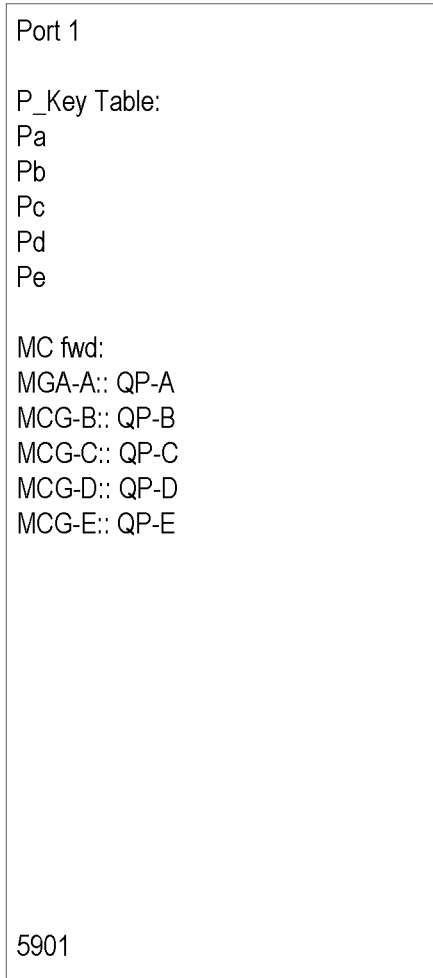 Port 1
P_Key Table:
Pa
Pb
Pc
Pd
Pe
MC fwd:
MGA-A:: QP-A
MCG-B:: QP-B
MCG-C:: QP-C
MCG-D:: QP-D
MCG-E:: QP-E
5901